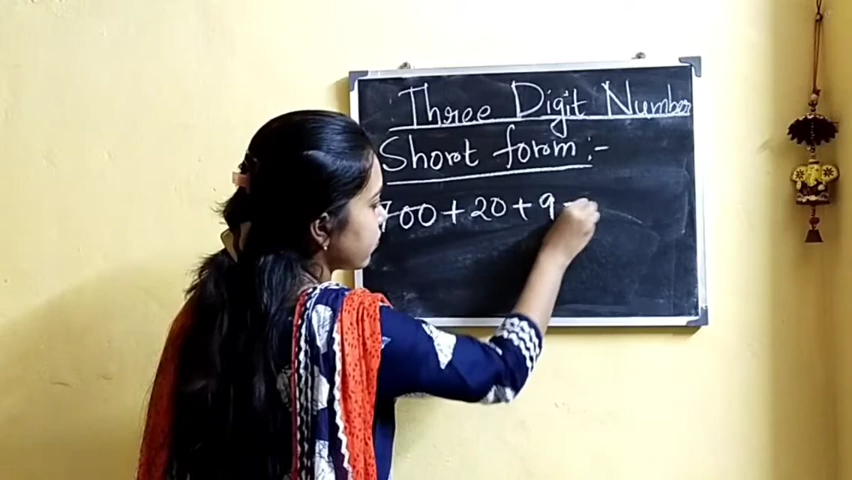 Three Digit Number
Short form :-
700 + 20 + 9 =